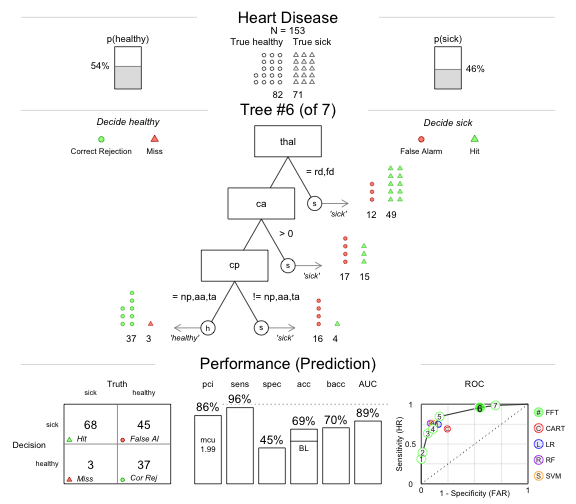 Heart Disease
N = 153
p(healthy)
True healthy
True sick
p(sick)
54%
46%
82
71
Tree #6 (of 7)
Decide healthy
Decide sick
Correct Rejection
Miss
False Alarm
Hit
thal
= rd,fd
s
'sick'
12
49
ca
> 0
s
'sick'
17
15
cp
= np,aa,ta
!= np,aa,ta
h
'healthy'
37
3
s
'sick'
16
4
Performance (Prediction)
Truth
sick
healthy
Decision
sick
68
Hit
45
False Al
healthy
3
Miss
37
Cor Rej
pci
sens
spec
acc
bacc
AUC
86%
96%
45%
69%
70%
89%
mcu
1.99
BL
ROC
Sensitivity (HR)
1
0.5
0
0
1
1 - Specificity (FAR)
1
2
3
4
5
6
7
# FFT
C CART
L LR
R RF
S SVM